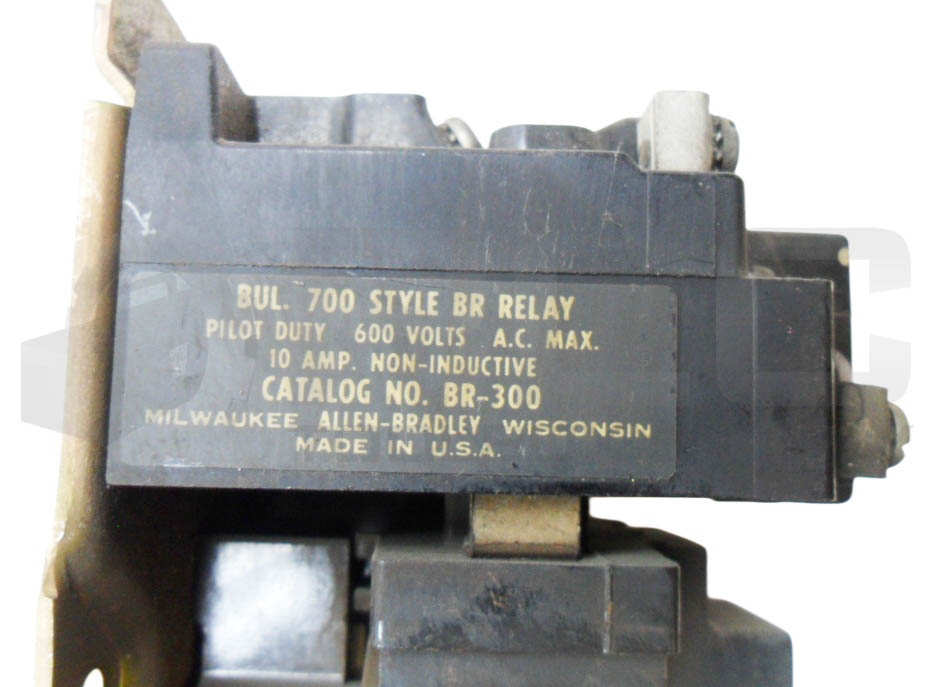 BUL. 700 STYLE BR RELAY
PILOT DUTY 600 VOLTS A.C. MAX.
10 AMP. NON-INDUCTIVE
CATALOG NO. BR-300
MILWAUKEE ALLEN-BRADLEY WISCONSIN
MADE IN U.S.A.